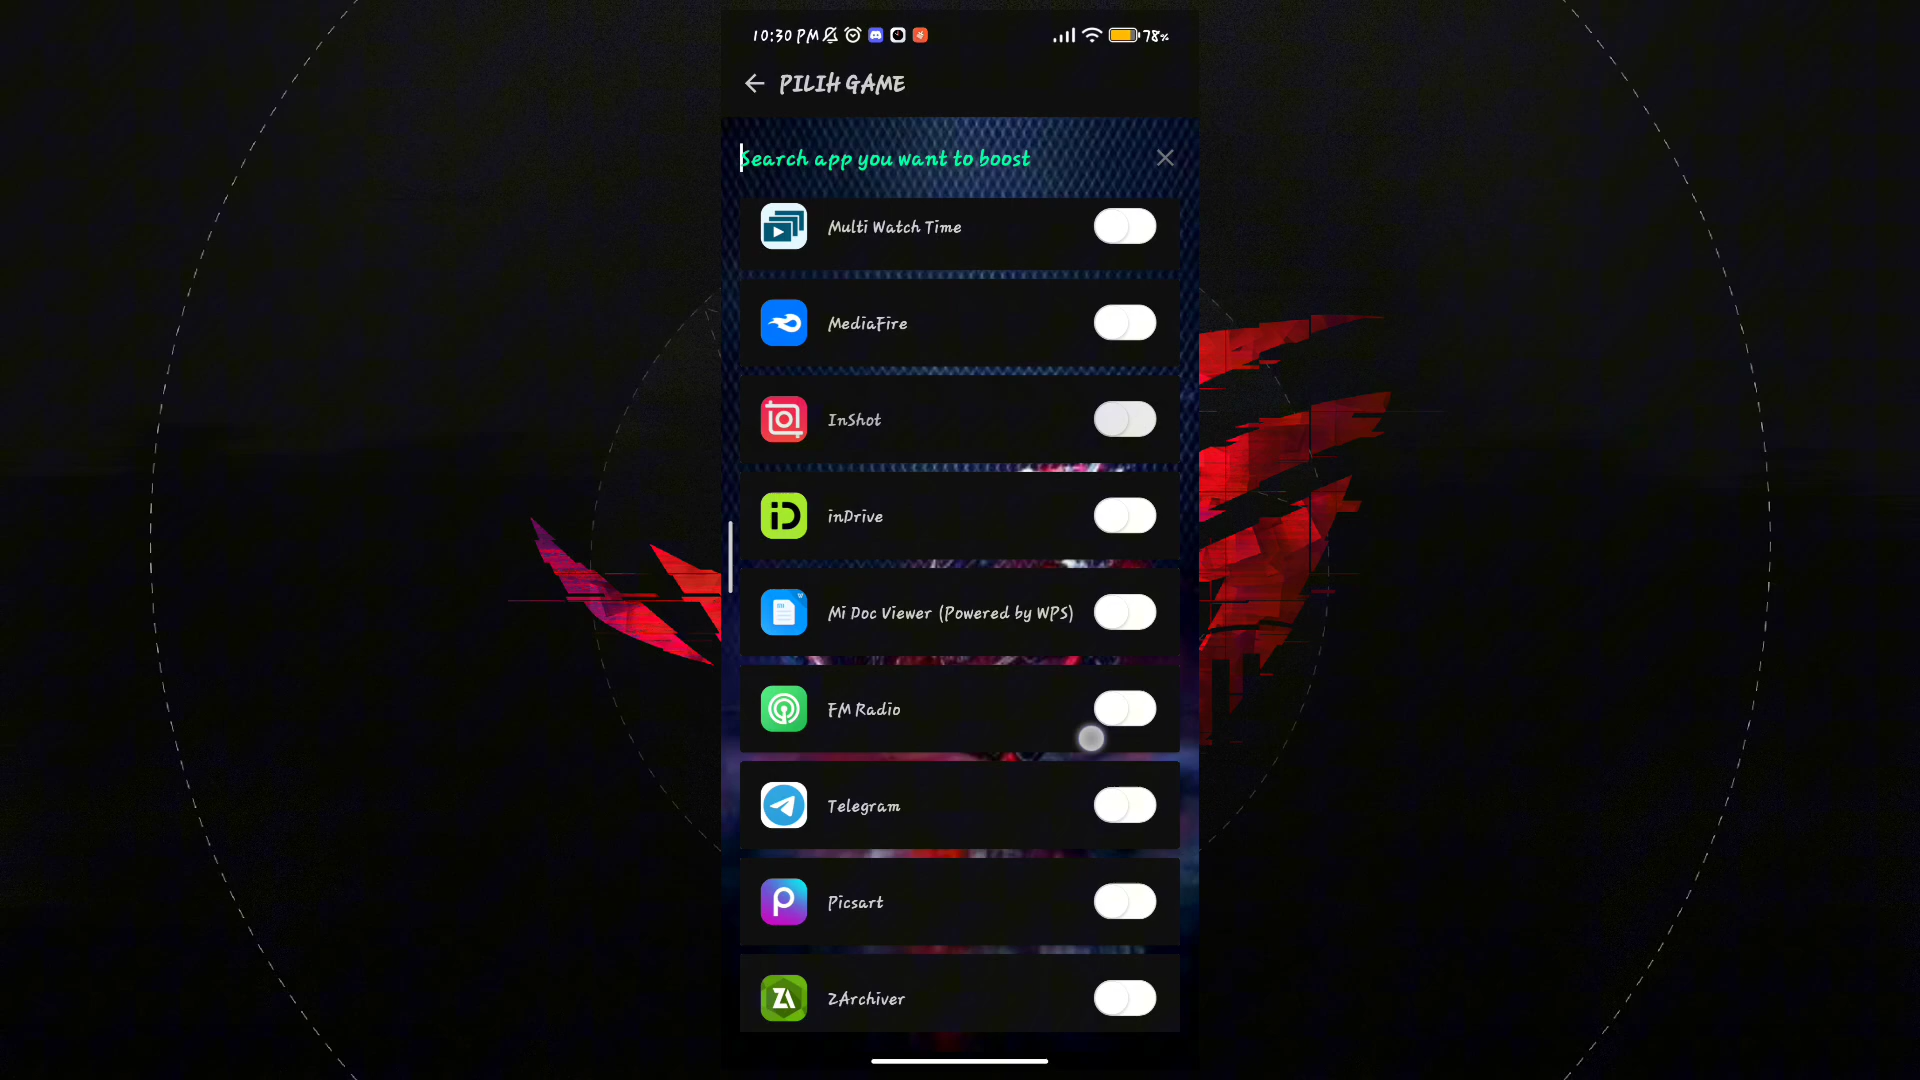 10:30 PM 78%
PILIH GAME
Search app you want to boost
Multi Watch Time
MediaFire
InShot
inDrive
Mi Doc Viewer (Powered by WPS)
FM Radio
Telegram
Picsart
ZArchiver